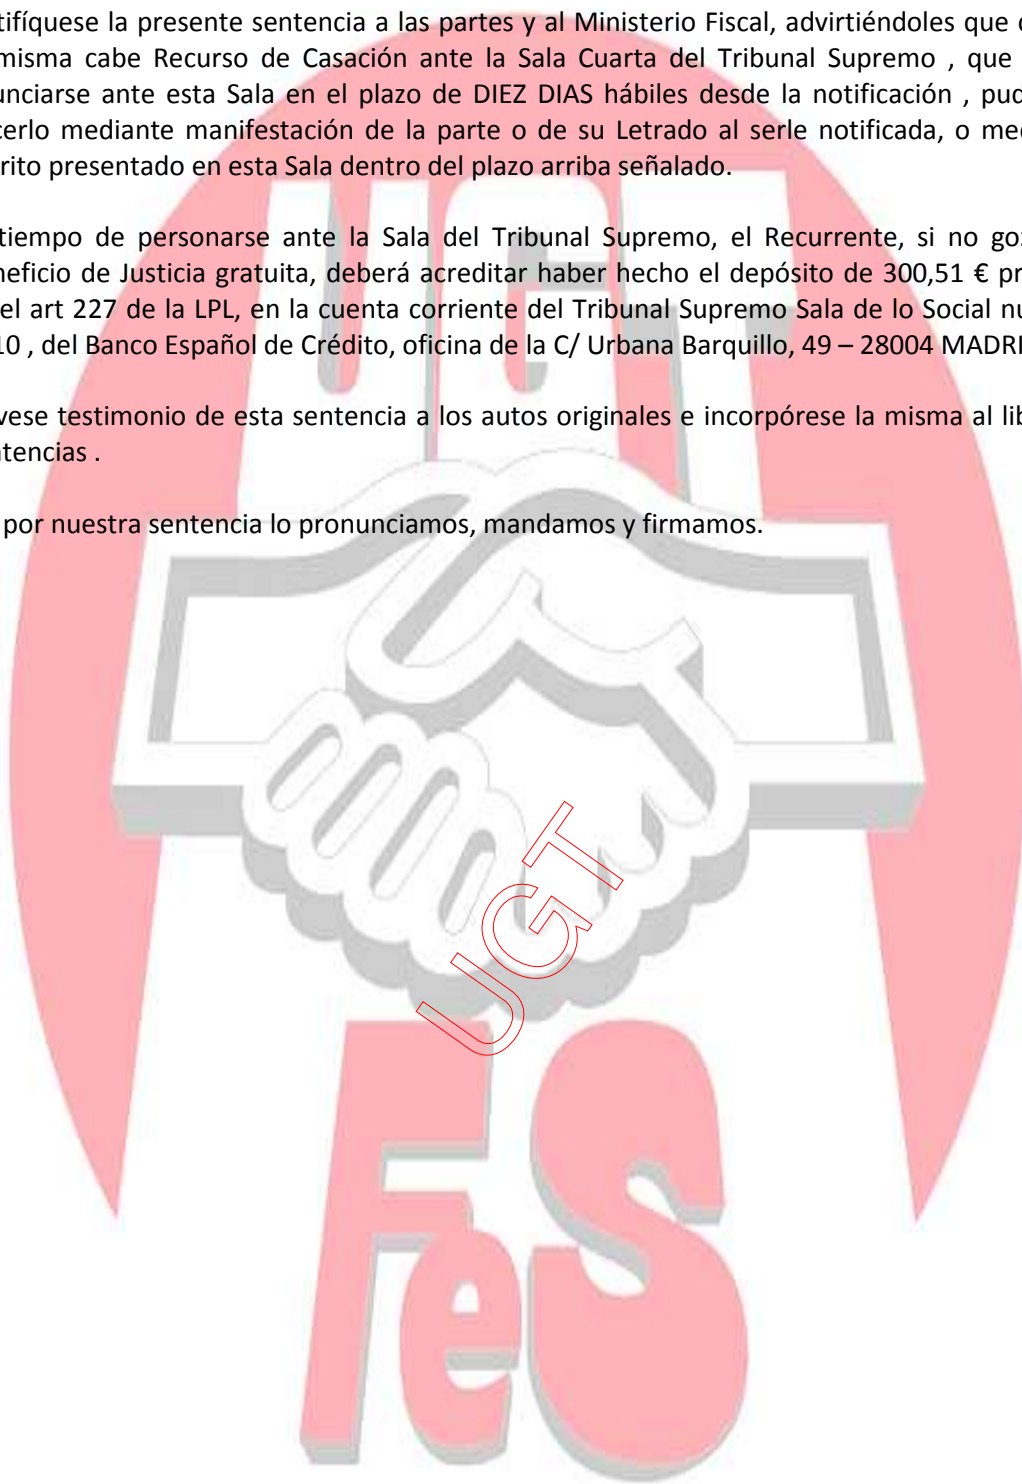 tifíquese la presente sentencia a las partes y al Ministerio Fiscal, advirtiéndoles que
misma cabe Recurso de Casación ante la Sala Cuarta del Tribunal Supremo , que
unciarse ante esta Sala en el plazo de DIEZ DIAS hábiles desde la notificación ,
cerlo mediante manifestación de la parte o de su Letrado al serle notificada, o
rito presentado en esta Sala dentro del plazo arriba señalado.
tiempo de personarse ante la Sala del Tribunal Supremo, el Recurrente, si no
neficio de Justicia gratuita, deberá acreditar haber hecho el depósito de 300,51 €
el art 227 de la LPL, en la cuenta corriente del Tribunal Supremo Sala de lo Social
10 , del Banco Español de Crédito, oficina de la C/ Urbana Barquillo, 49 – 28004 MADRI
vese testimonio de esta sentencia a los autos originales e incorpórese la misma al
tencias .
por nuestra sentencia lo pronunciamos, mandamos y firmamos.
UGT
UGT
FeS